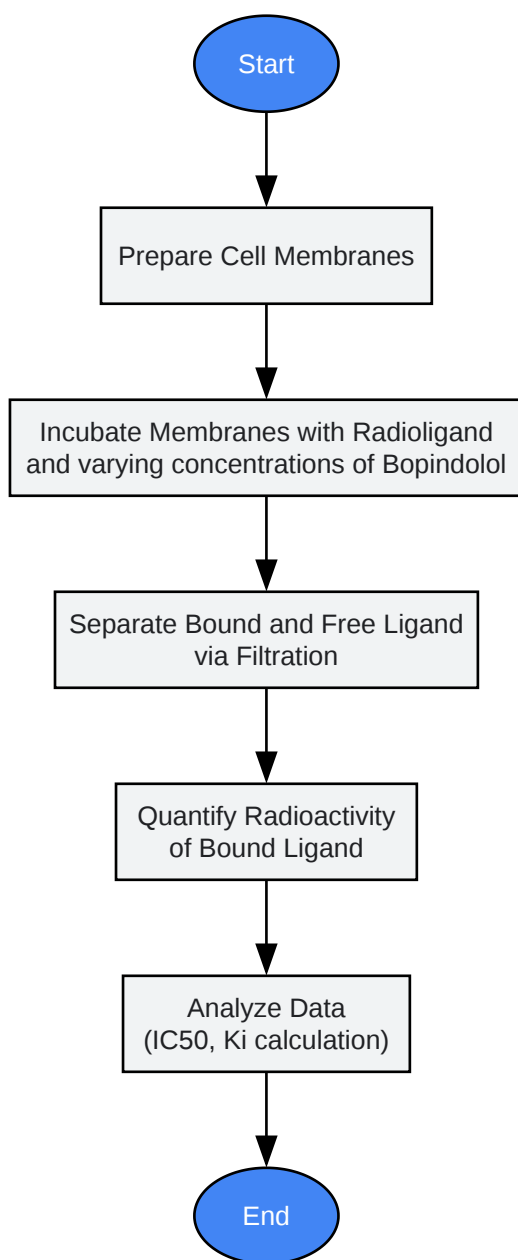 Start
Prepare Cell Membranes
Incubate Membranes with Radioligand
and varying concentrations of Bopindolol
Separate Bound and Free Ligand
via Filtration
Quantify Radioactivity
of Bound Ligand
Analyze Data
(IC50, Ki calculation)
End